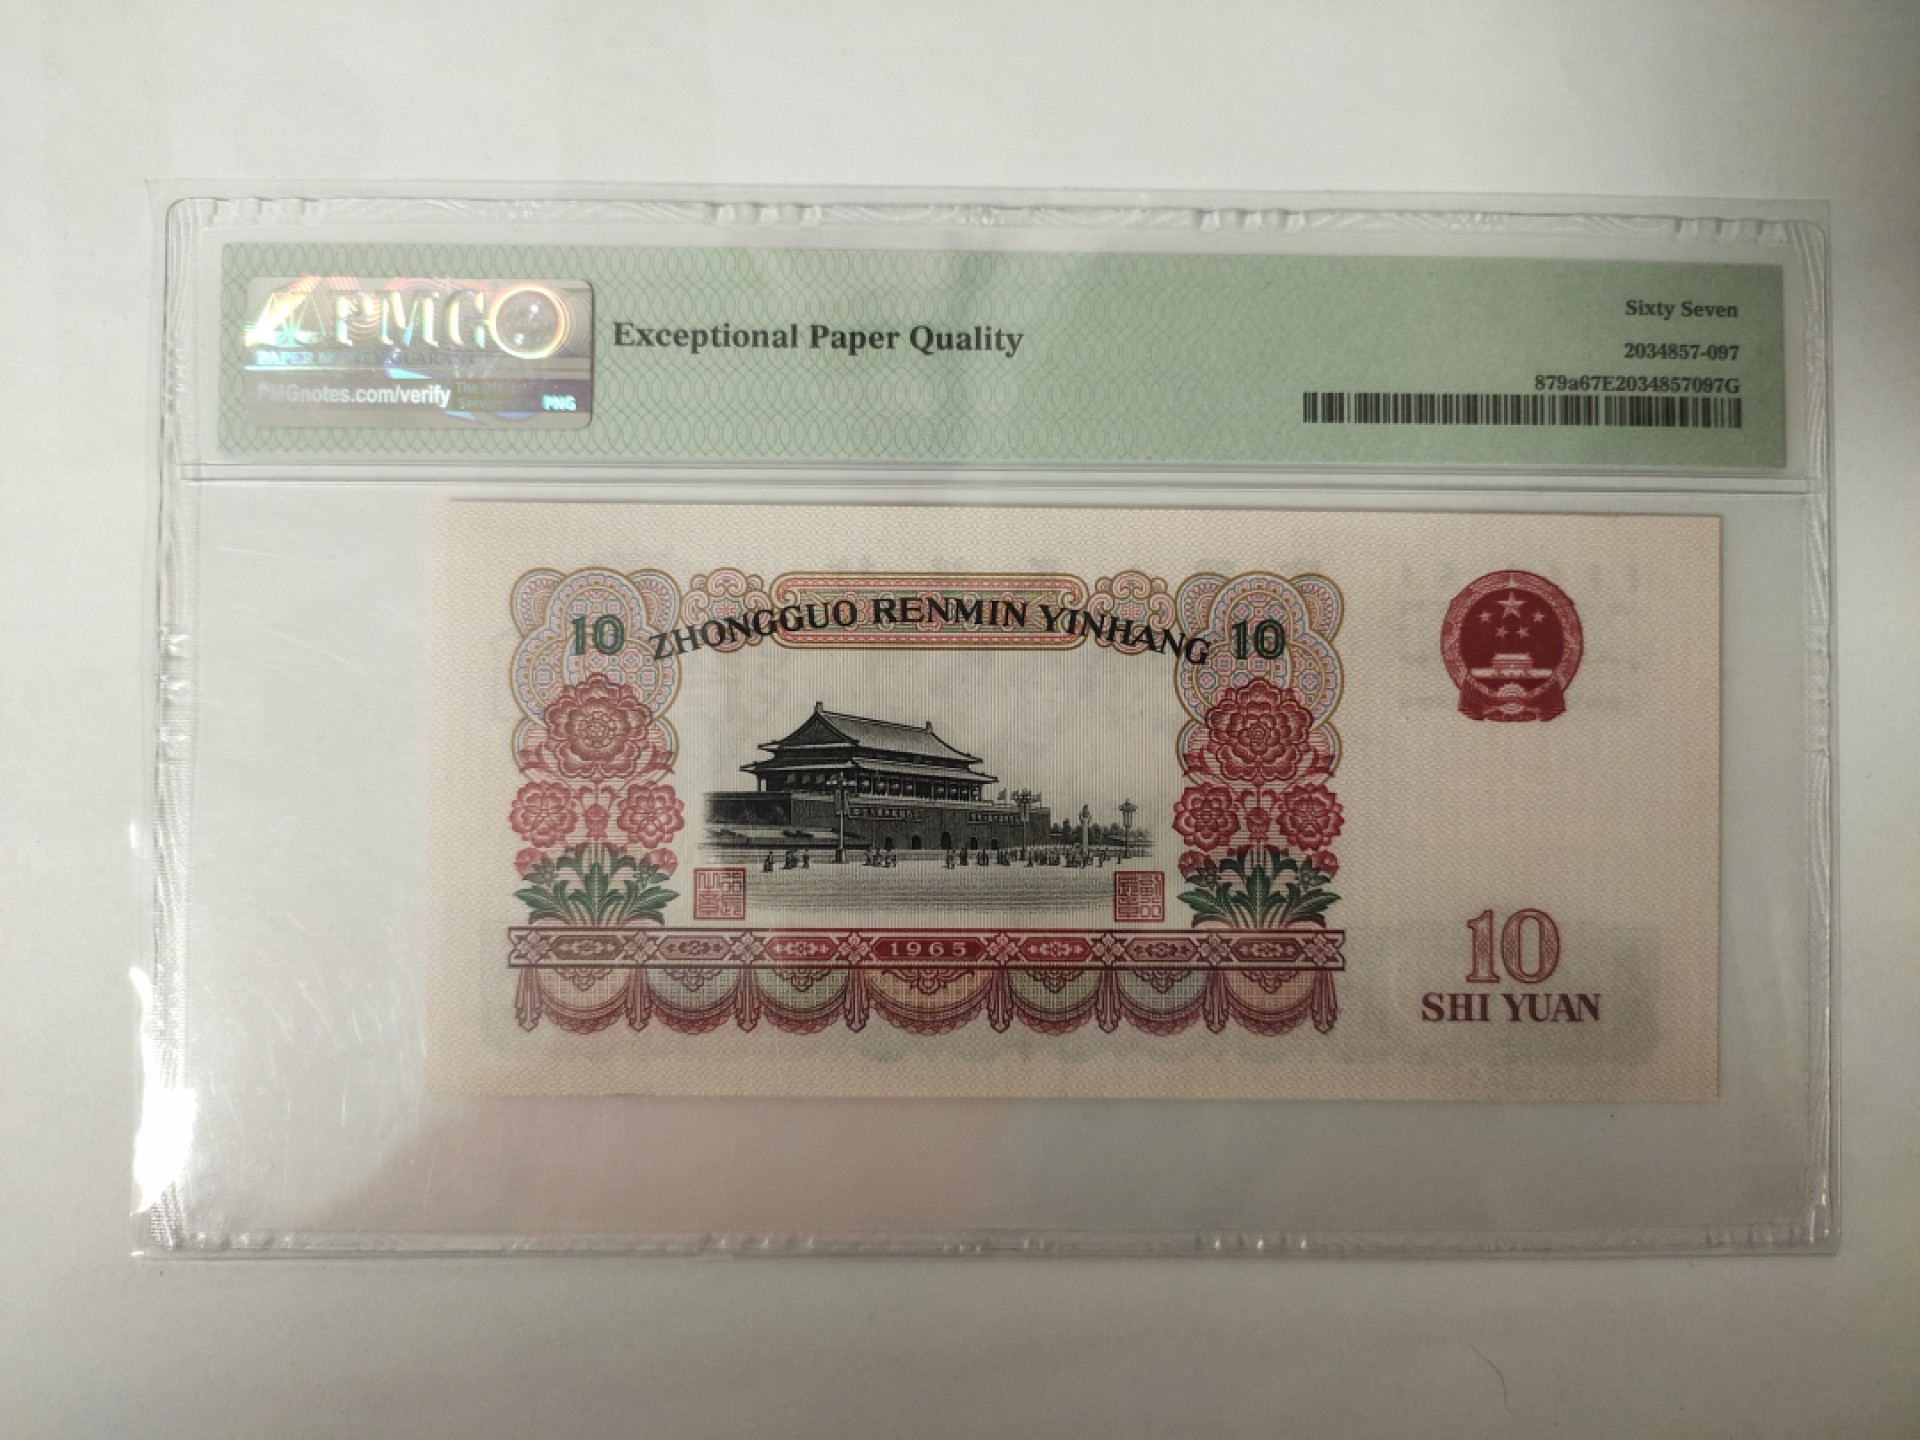 PMG
PAPER MONEY GUARANTY
PMGnotes.com/verify
PMG
Exceptional Paper Quality
Sixty Seven
2034857-097
879a67E2034857097G
10 ZHONGGUO RENMIN YINHANG 10
1965
10
SHI YUAN